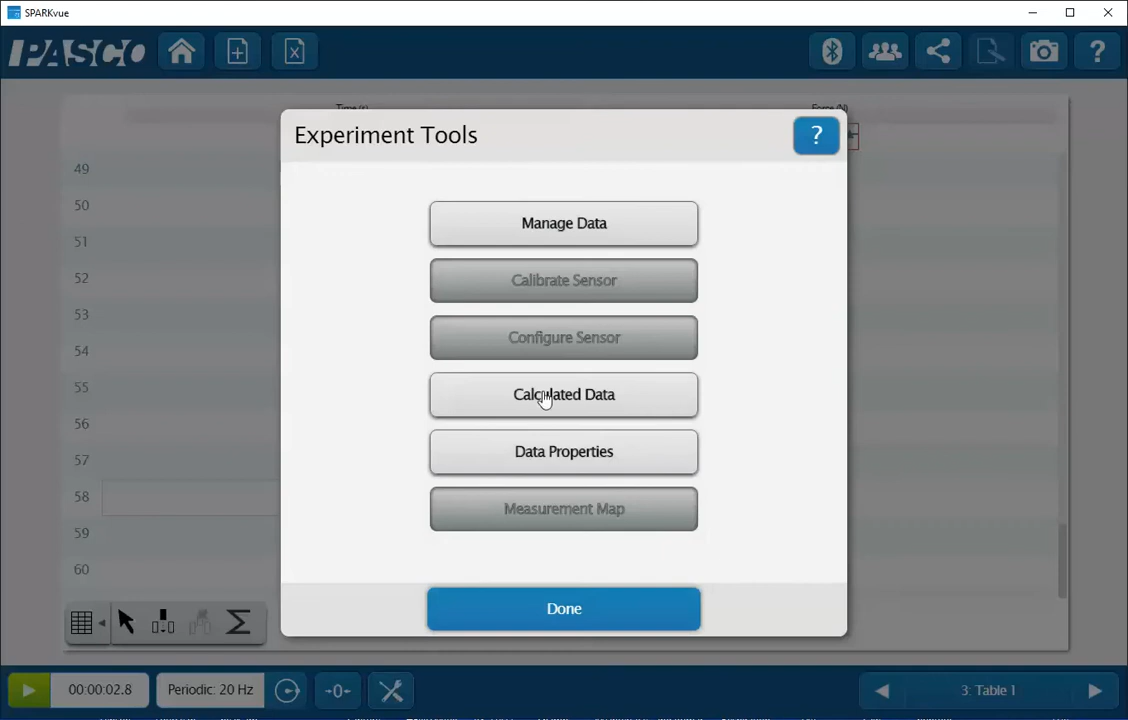 SPARKvue
PASCO
?
Time (s)
Force (N)
Experiment Tools
?
Manage Data
Calibrate Sensor
Configure Sensor
Calculated Data
Data Properties
Measurement Map
Done
49
50
51
52
53
54
55
56
57
58
59
60
00:00:02.8
Periodic: 20 Hz
3: Table 1